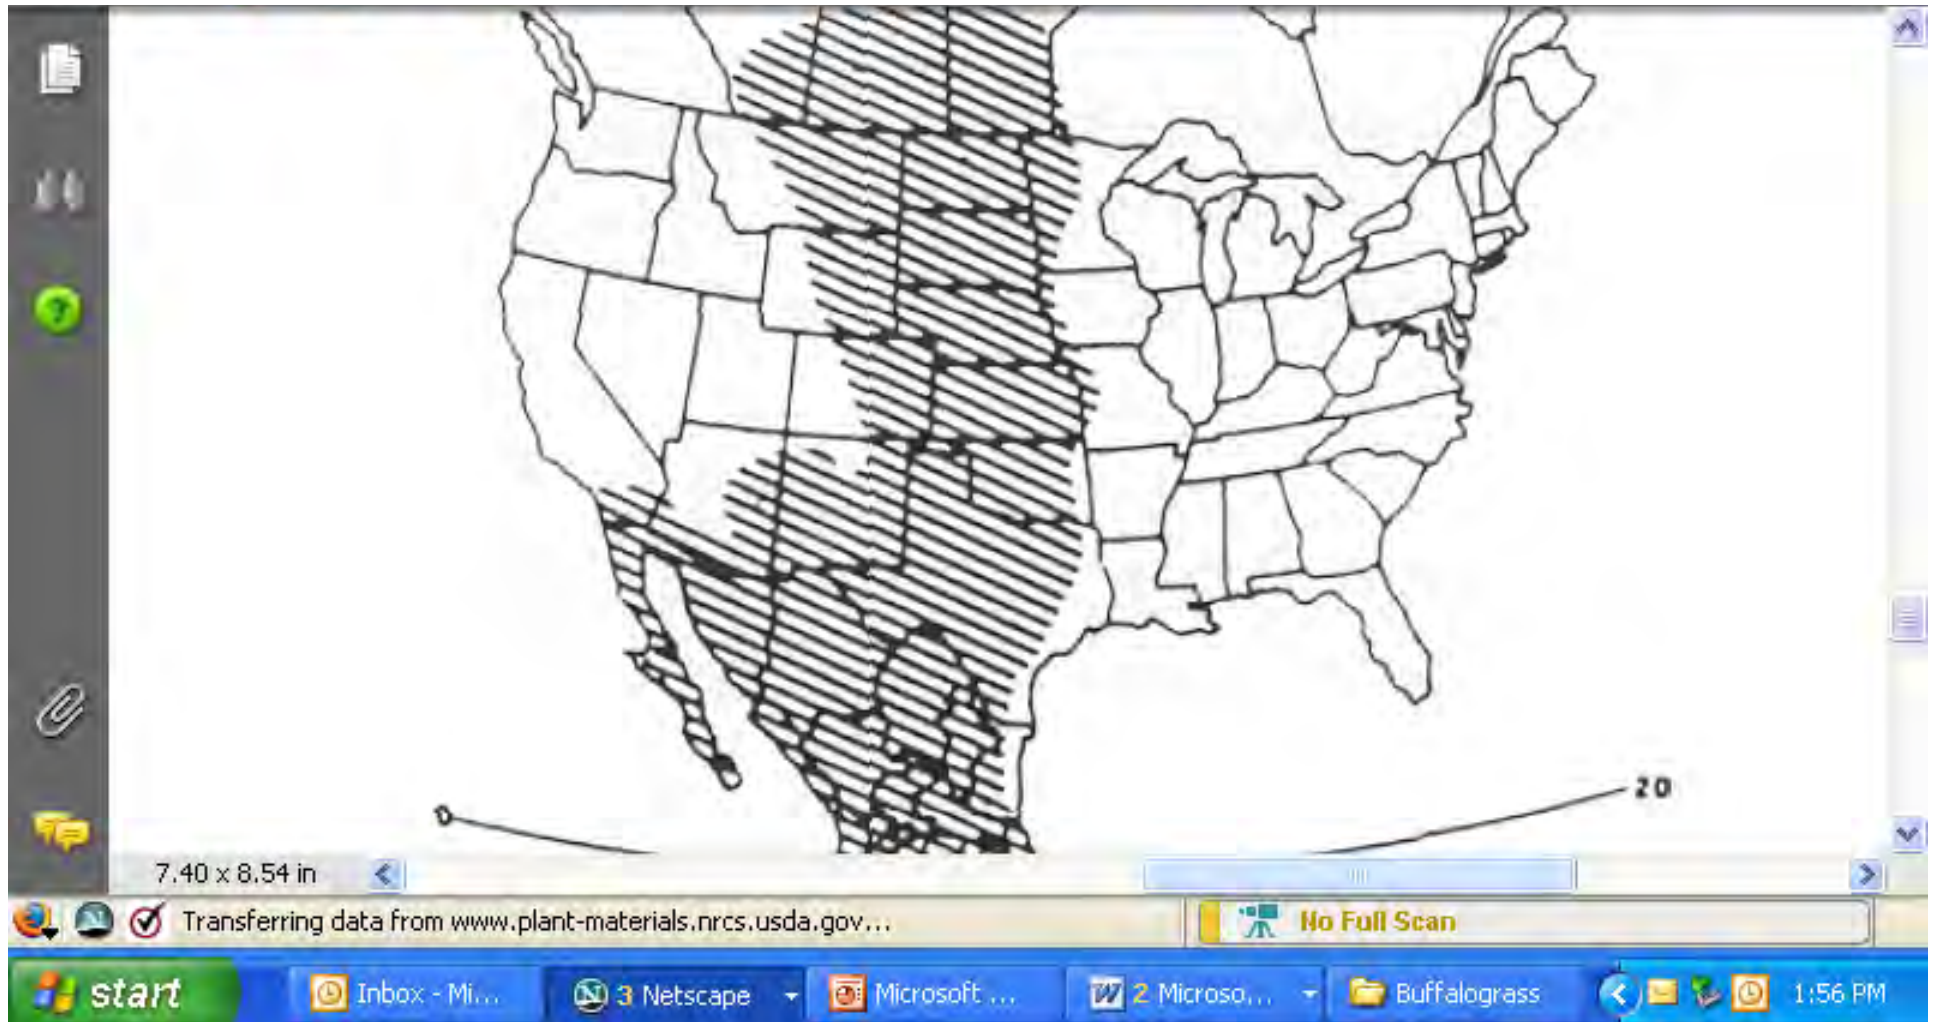 20
7.40 x 8.54 in
Transferring data from www.plant-materials.nrcs.usda.gov...
No Full Scan
start
Inbox - Mi...
3 Netscape
Microsoft ...
2 Microso...
Buffalograss
1:56 PM